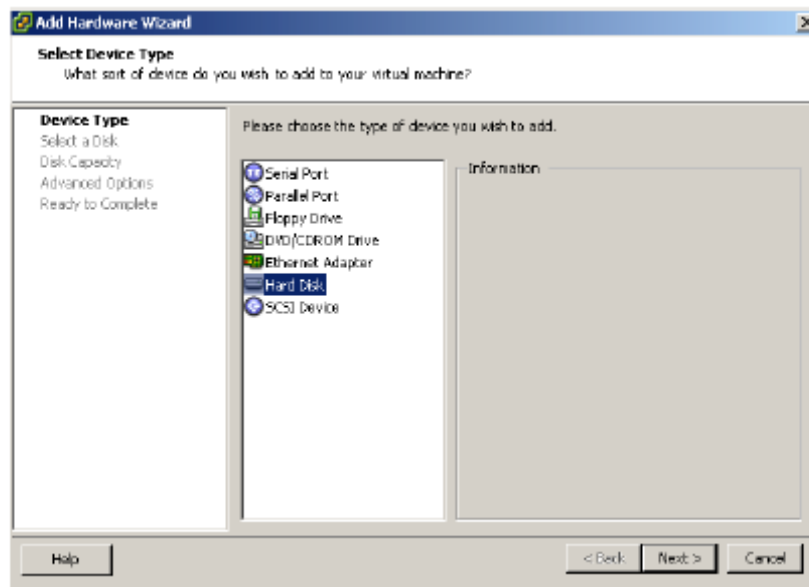 Add Hardware Wizard
Select Device Type
What sort of device do you wish to add to your virtual machine?
Device Type
Select a Disk
Disk Capacity
Advanced Options
Ready to Complete
Please choose the type of device you wish to add.
Serial Port
Parallel Port
Floppy Drive
DVD/CDROM Drive
Ethernet Adapter
Hard Disk
SCSI Device
Information
Help
< Back
Next >
Cancel